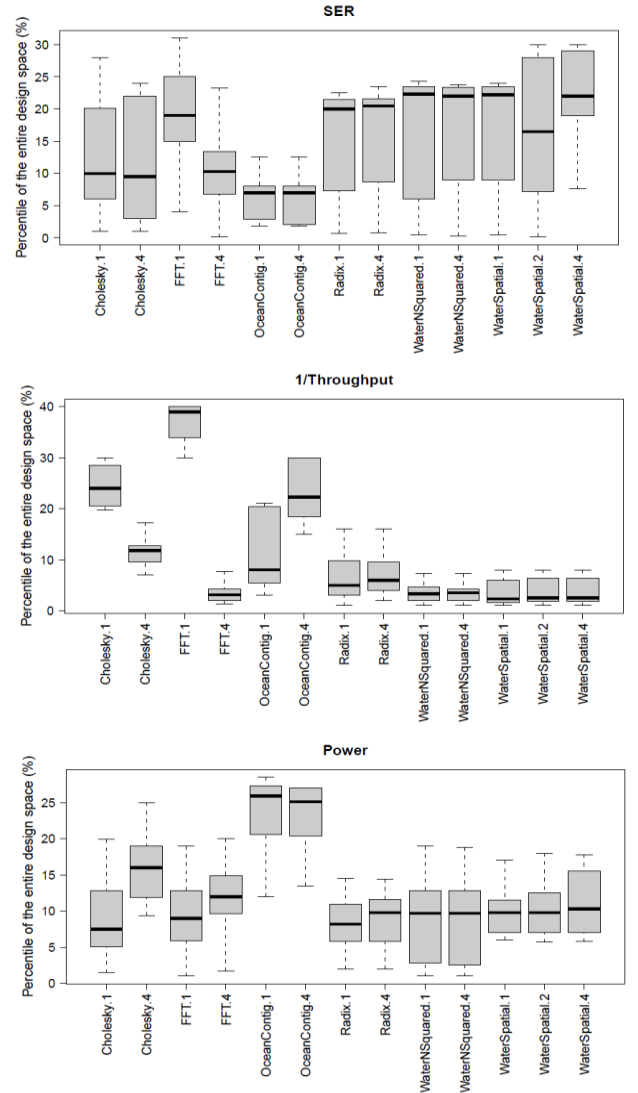 SER
Percentile of the entire design space (%)
30
25
20
15
10
5
0
Cholesky.1
Cholesky.4
FFT.1
FFT.4
OceanContig.1
OceanContig.4
Radix.1
Radix.4
WaterNSquared.1
WaterNSquared.4
WaterSpatial.1
WaterSpatial.2
WaterSpatial.4
1/Throughput
Percentile of the entire design space (%)
40
30
20
10
0
Cholesky.1
Cholesky.4
FFT.1
FFT.4
OceanContig.1
OceanContig.4
Radix.1
Radix.4
WaterNSquared.1
WaterNSquared.4
WaterSpatial.1
WaterSpatial.2
WaterSpatial.4
Power
Percentile of the entire design space (%)
25
20
15
10
5
0
Cholesky.1
Cholesky.4
FFT.1
FFT.4
OceanContig.1
OceanContig.4
Radix.1
Radix.4
WaterNSquared.1
WaterNSquared.4
WaterSpatial.1
WaterSpatial.2
WaterSpatial.4